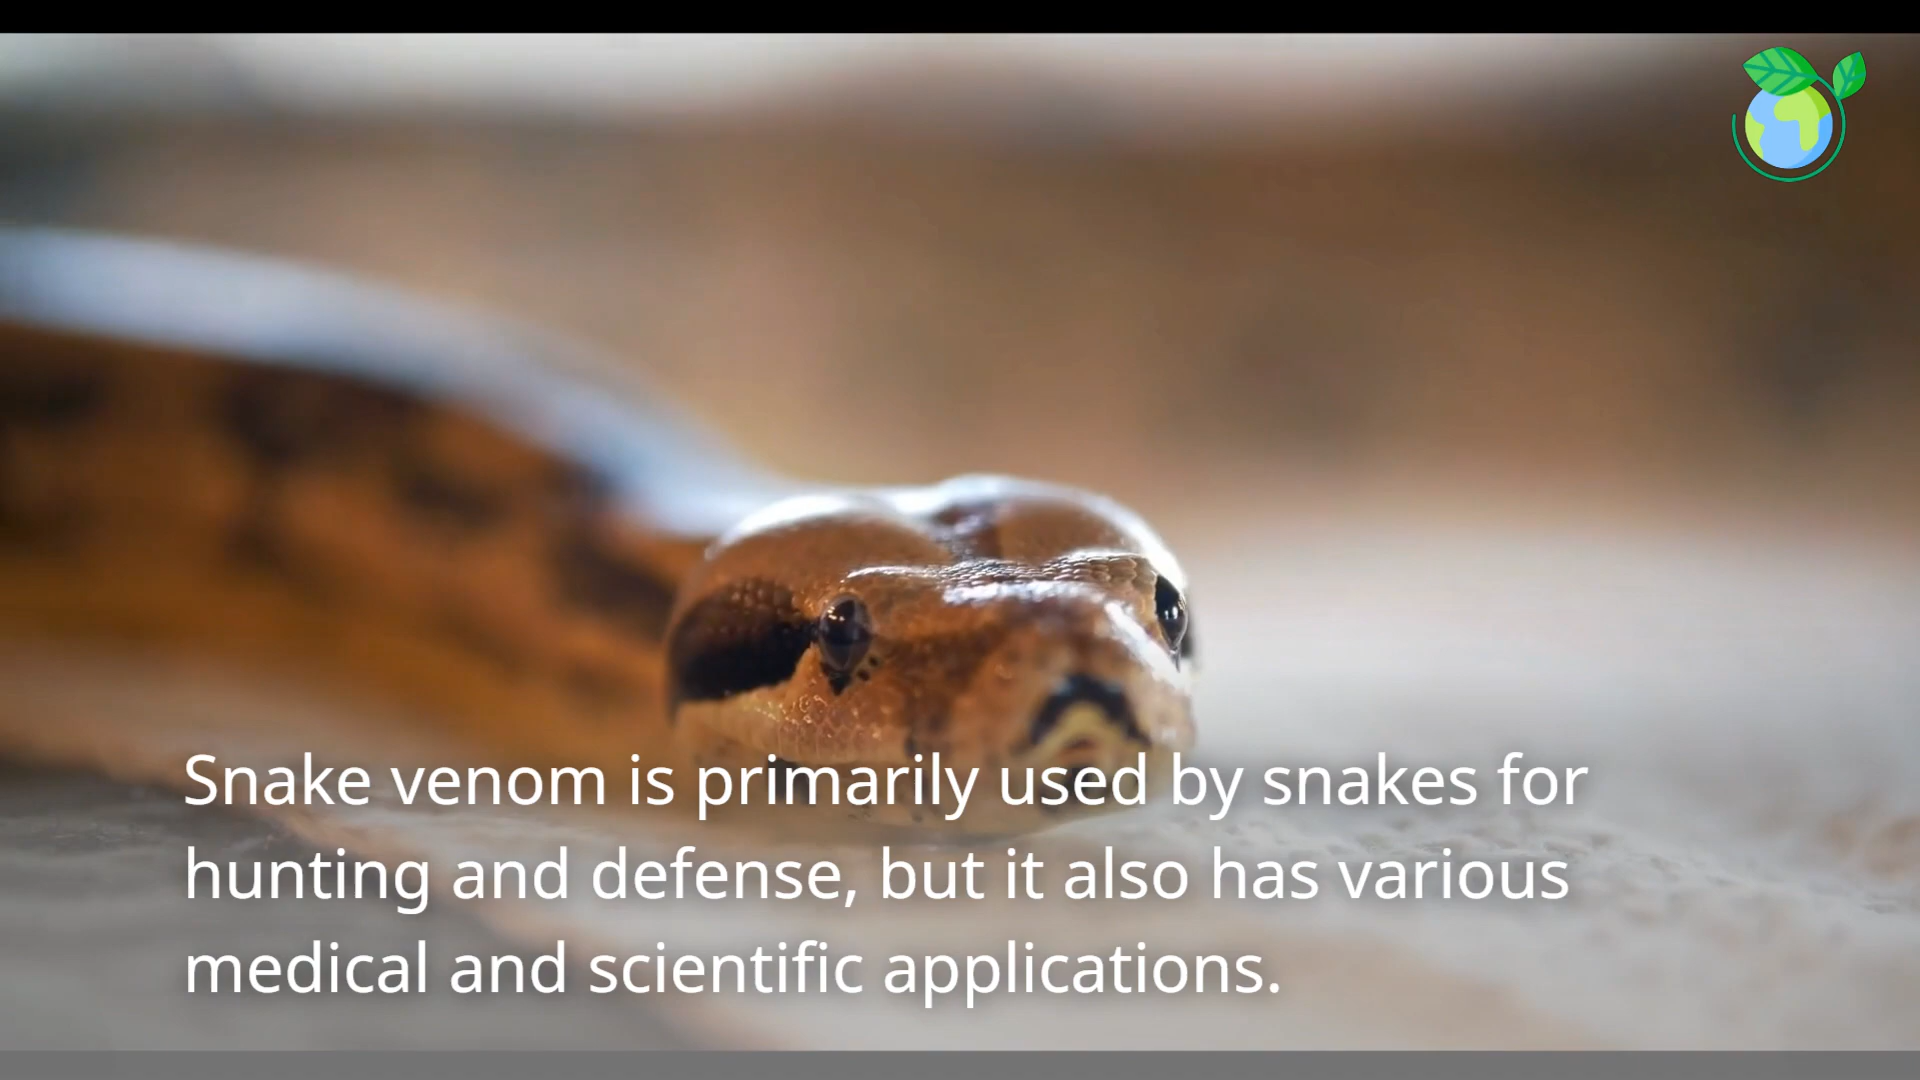 Snake venom is primarily used by snakes for
hunting and defense, but it also has various
medical and scientific applications.